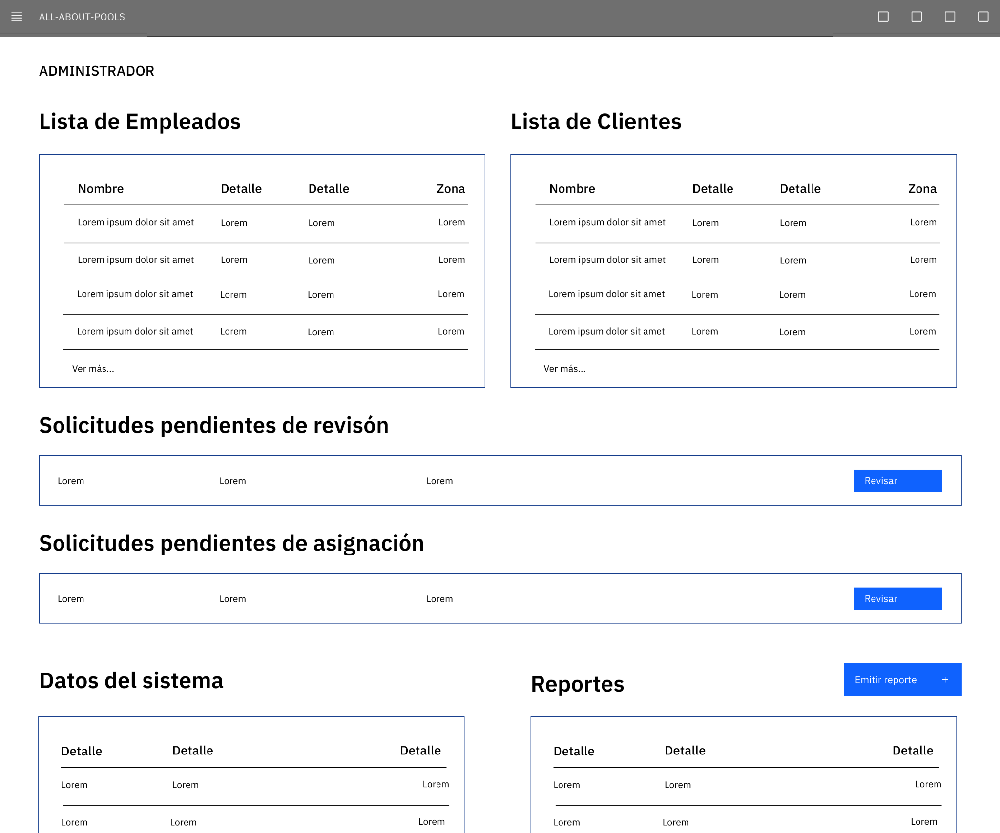 ALL-ABOUT-POOLS
ADMINISTRADOR
Lista de Empleados
Nombre Detalle Detalle Zona
Lorem ipsum dolor sit amet Lorem Lorem Lorem
Lorem ipsum dolor sit amet Lorem Lorem Lorem
Lorem ipsum dolor sit amet Lorem Lorem Lorem
Lorem ipsum dolor sit amet Lorem Lorem Lorem
Ver más...
Lista de Clientes
Nombre Detalle Detalle Zona
Lorem ipsum dolor sit amet Lorem Lorem Lorem
Lorem ipsum dolor sit amet Lorem Lorem Lorem
Lorem ipsum dolor sit amet Lorem Lorem Lorem
Lorem ipsum dolor sit amet Lorem Lorem Lorem
Ver más...
Solicitudes pendientes de revisón
Lorem Lorem Lorem Revisar
Solicitudes pendientes de asignación
Lorem Lorem Lorem Revisar
Datos del sistema
Detalle Detalle Detalle
Lorem Lorem Lorem
Lorem Lorem Lorem
Reportes
Emitir reporte +
Detalle Detalle Detalle
Lorem Lorem Lorem
Lorem Lorem Lorem